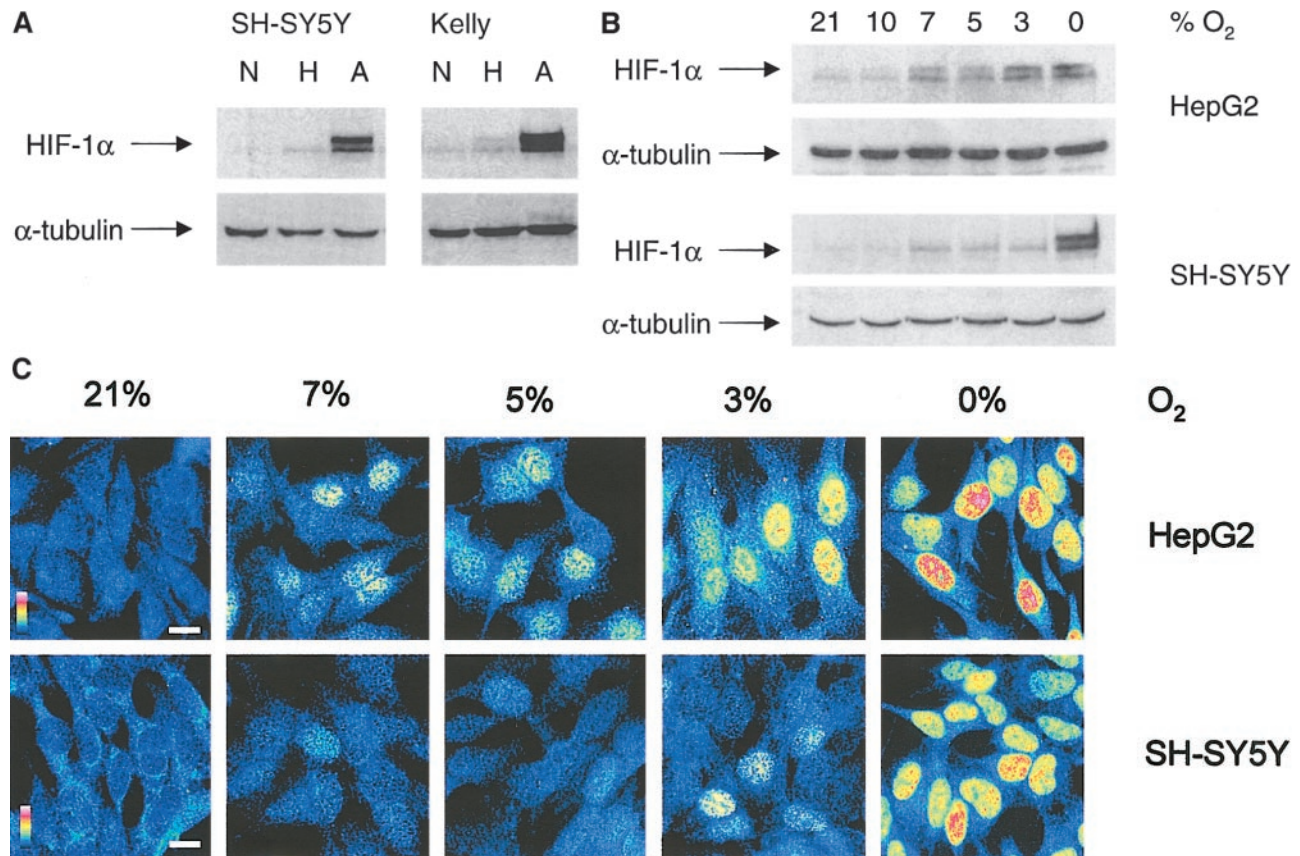 A
SH-SY5Y Kelly
N H A N H A
HIF-1α
α-tubulin
B
21 10 7 5 3 0 % O₂
HIF-1α
HepG2
α-tubulin
HIF-1α
SH-SY5Y
α-tubulin
C
21% 7% 5% 3% 0% O₂
HepG2
SH-SY5Y